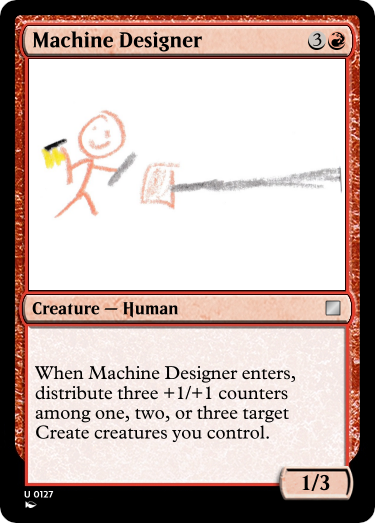 Machine Designer 3
Creature — Human
When Machine Designer enters,
distribute three +1/+1 counters
among one, two, or three target
Create creatures you control.
1/3
U 0127